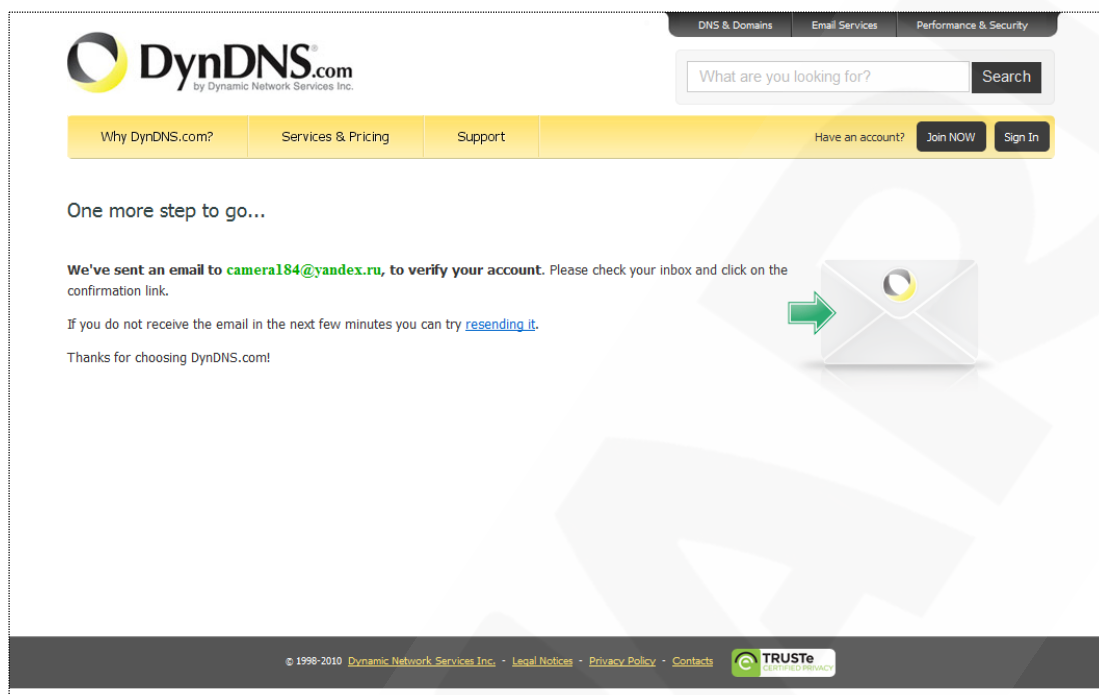 DNS & Domains Email Services Performance & Security
DynDNS.com
by Dynamic Network Services Inc.
What are you looking for? Search
Why DynDNS.com? Services & Pricing Support Have an account? Join NOW Sign In
One more step to go...
We've sent an email to camera184@yandex.ru, to verify your account. Please check your inbox and click on the
confirmation link.
If you do not receive the email in the next few minutes you can try resending it.
Thanks for choosing DynDNS.com!
© 1998-2010 Dynamic Network Services Inc. - Legal Notices - Privacy Policy - Contacts TRUSTe
CERTIFIED PRIVACY